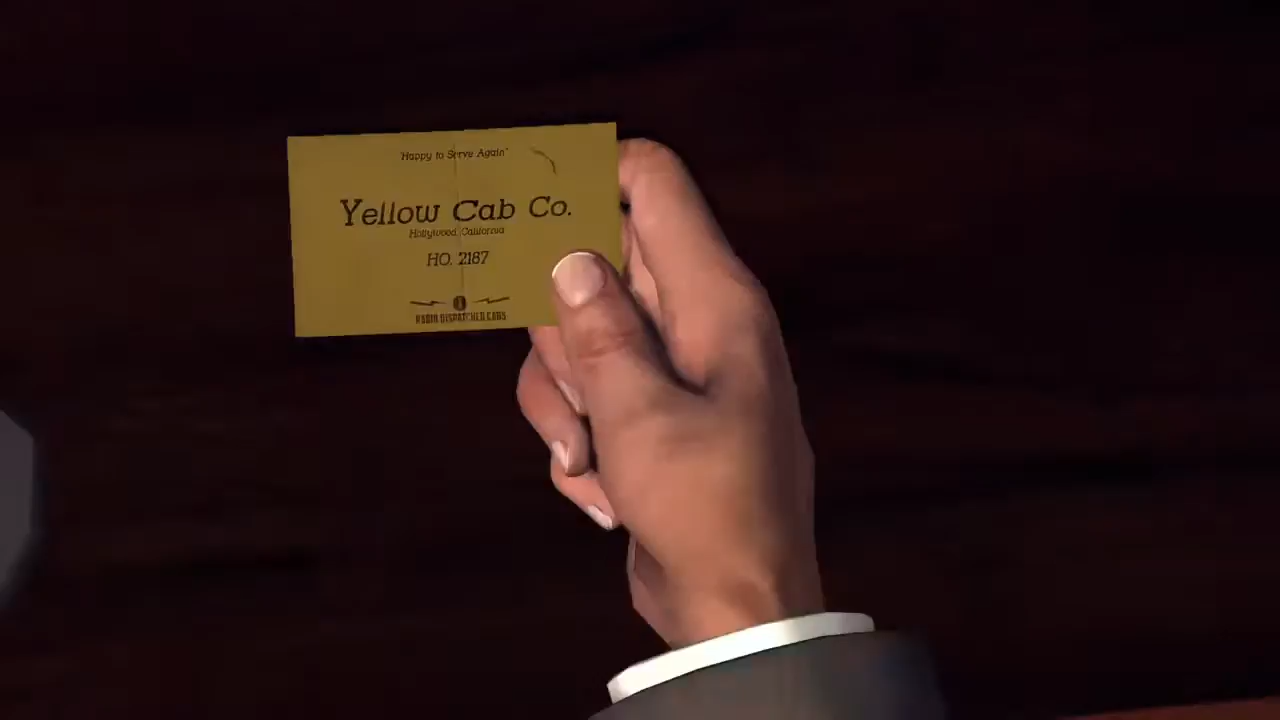 "Happy to Serve Again"
Yellow Cab Co.
Hollywood, California
HO. 2187
RADIO DISPATCHED CABS